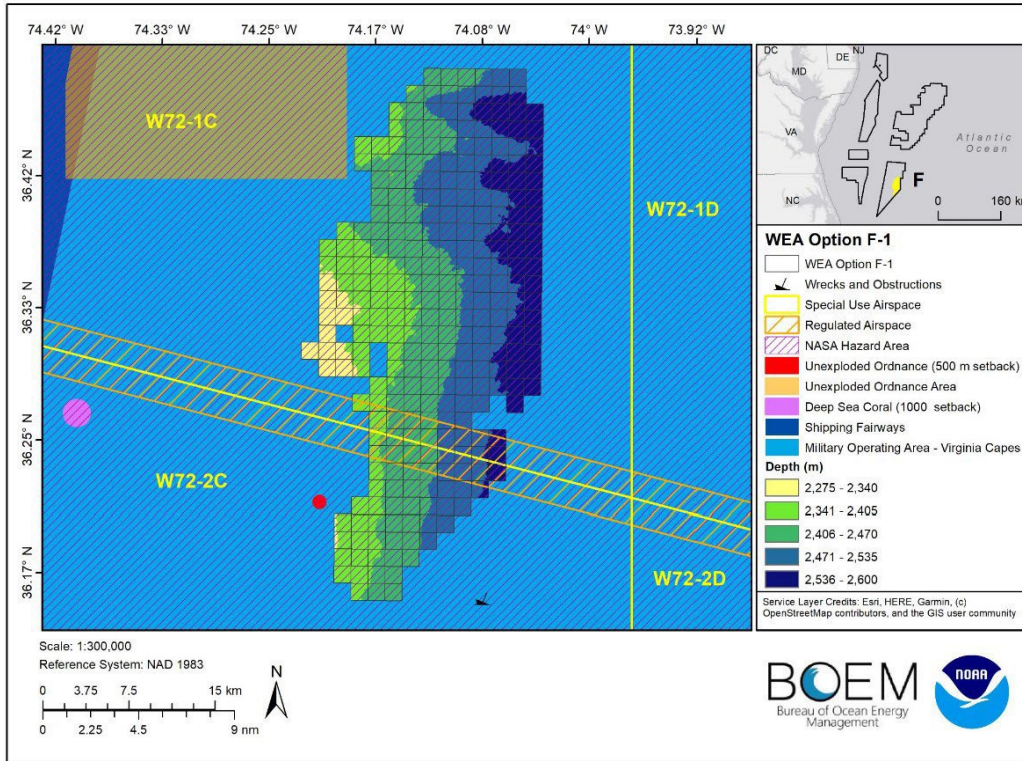 74.42° W 74.33° W 74.25° W 74.17° W 74.08° W 74° W 73.92° W
36.42° N
36.33° N
36.25° N
36.17° N
W72-1C
W72-1D
W72-2C
W72-2D
DC
MD
DE
NJ
VA
NC
Atlantic
Ocean
F
0 160 km
WEA Option F-1
WEA Option F-1
Wrecks and Obstructions
Special Use Airspace
Regulated Airspace
NASA Hazard Area
Unexploded Ordnance (500 m setback)
Unexploded Ordnance Area
Deep Sea Coral (1000 setback)
Shipping Fairways
Military Operating Area - Virginia Capes
Depth (m)
2,275 - 2,340
2,341 - 2,405
2,406 - 2,470
2,471 - 2,535
2,536 - 2,600
Service Layer Credits: Esri, HERE, Garmin, (c)
OpenStreetMap contributors, and the GIS user community
Scale: 1:300,000
Reference System: NAD 1983
0 3.75 7.5 15 km
0 2.25 4.5 9 nm
N
BOEM
Bureau of Ocean Energy
Management
NOAA